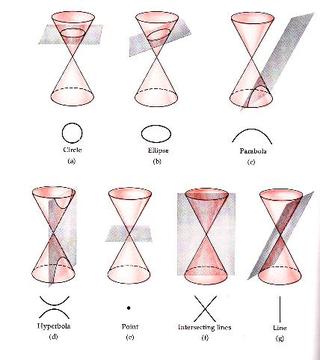 Circle
(a)
Ellipse
(b)
Parabola
(c)
Hyperbola
(d)
Point
(e)
Intersecting lines
(f)
Line
(g)